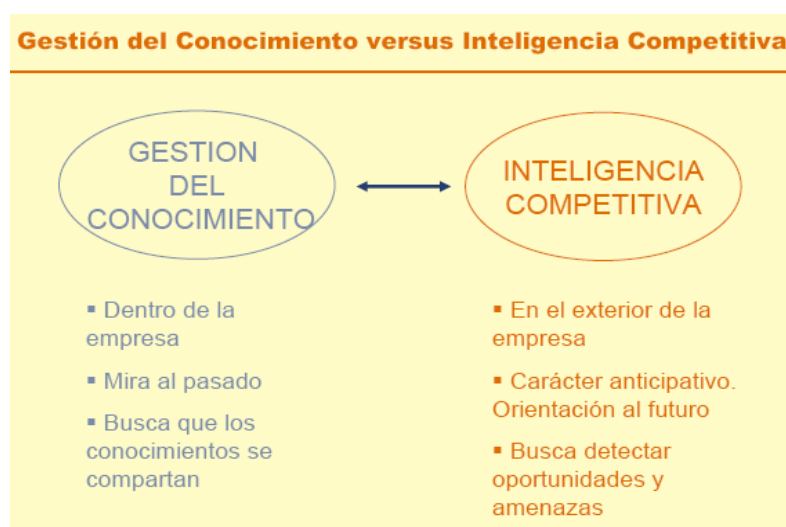 Gestión del Conocimiento versus Inteligencia Competitiva
GESTION
DEL
CONOCIMIENTO
▪ Dentro de la
empresa
▪ Mira al pasado
▪ Busca que los
conocimientos se
compartan
INTELIGENCIA
COMPETITIVA
▪ En el exterior de la
empresa
▪ Carácter anticipativo.
Orientación al futuro
▪ Busca detectar
oportunidades y
amenazas